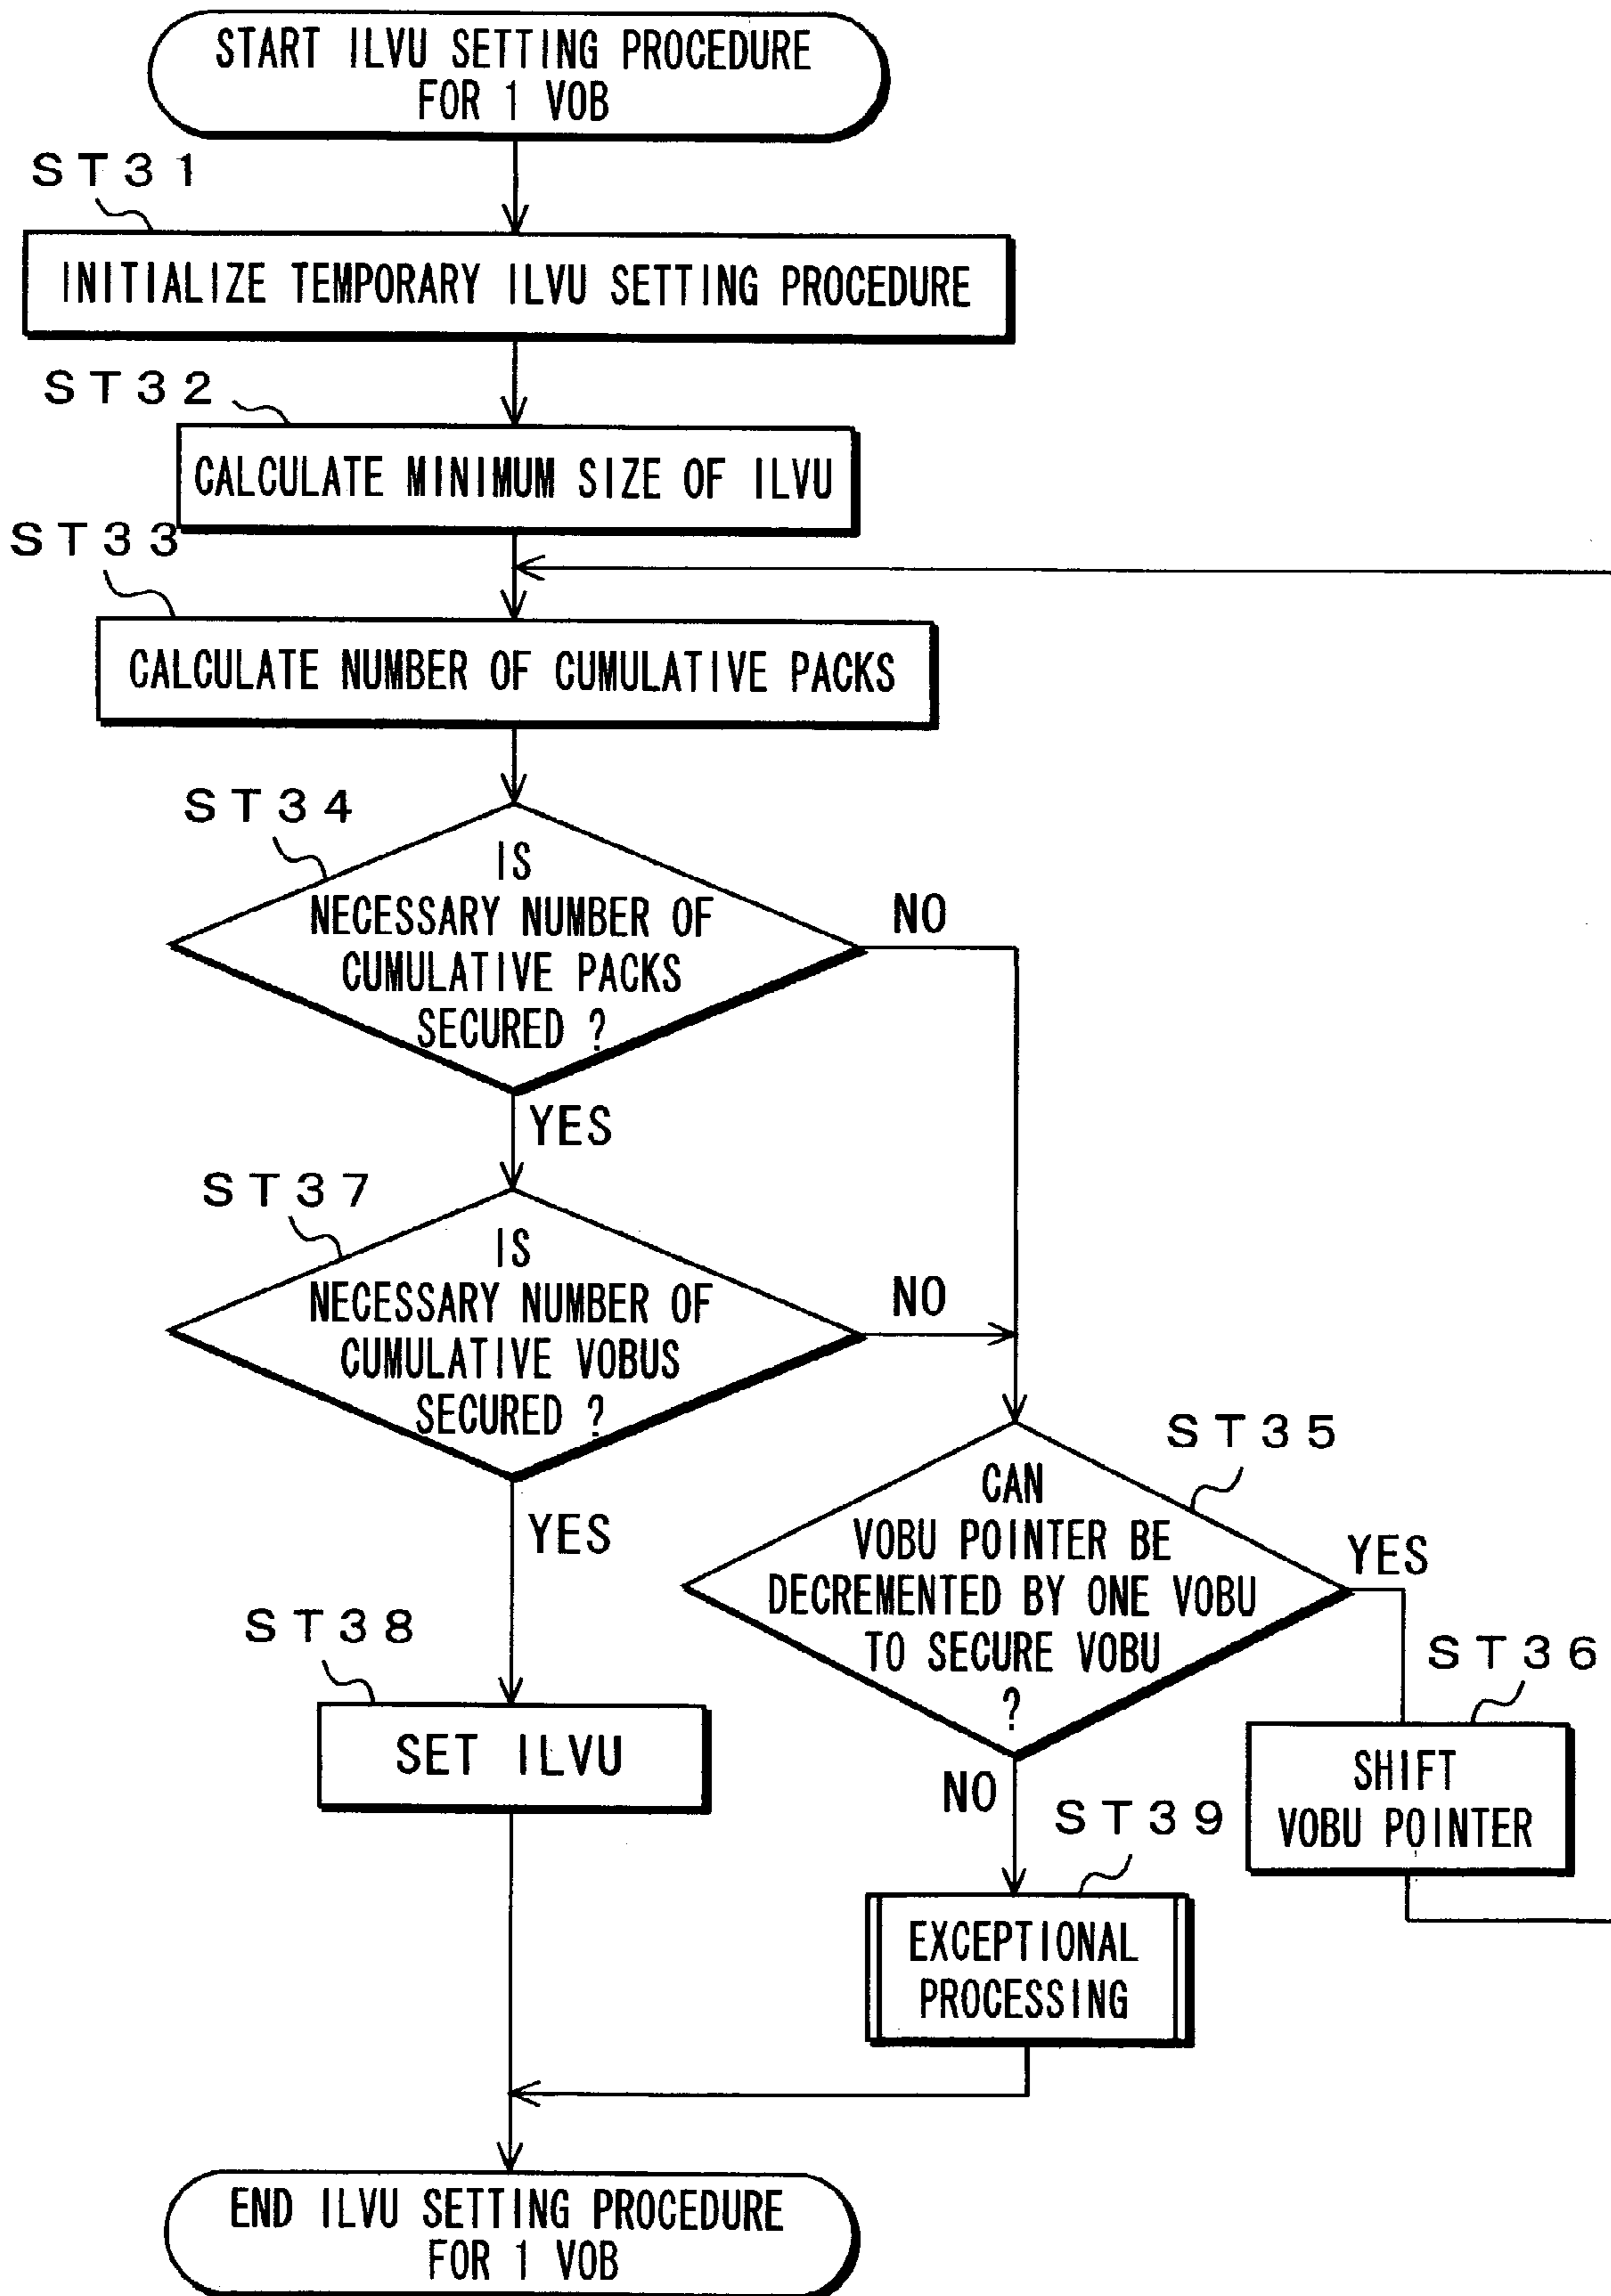 START ILVU SETTING PROCEDURE
FOR 1 VOB
ST31
INITIALIZE TEMPORARY ILVU SETTING PROCEDURE
ST32
CALCULATE MINIMUM SIZE OF ILVU
ST33
CALCULATE NUMBER OF CUMULATIVE PACKS
ST34
IS
NECESSARY NUMBER OF
CUMULATIVE PACKS
SECURED ?
NO
YES
ST37
IS
NECESSARY NUMBER OF
CUMULATIVE VOBUS
SECURED ?
NO
YES
ST35
CAN
VOBU POINTER BE
DECREMENTED BY ONE VOBU
TO SECURE VOBU
?
YES
NO
ST36
SHIFT
VOBU POINTER
ST38
SET ILVU
ST39
EXCEPTIONAL
PROCESSING
END ILVU SETTING PROCEDURE
FOR 1 VOB